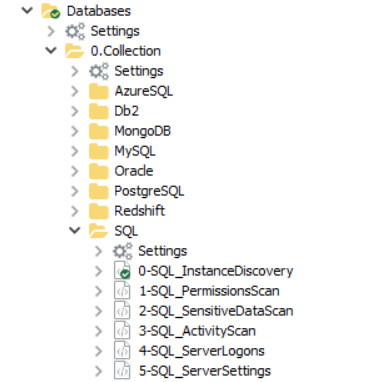 Databases
Settings
0.Collection
Settings
AzureSQL
Db2
MongoDB
MySQL
Oracle
PostgreSQL
Redshift
SQL
Settings
0-SQL_InstanceDiscovery
1-SQL_PermissionsScan
2-SQL_SensitiveDataScan
3-SQL_ActivityScan
4-SQL_ServerLogons
5-SQL_ServerSettings